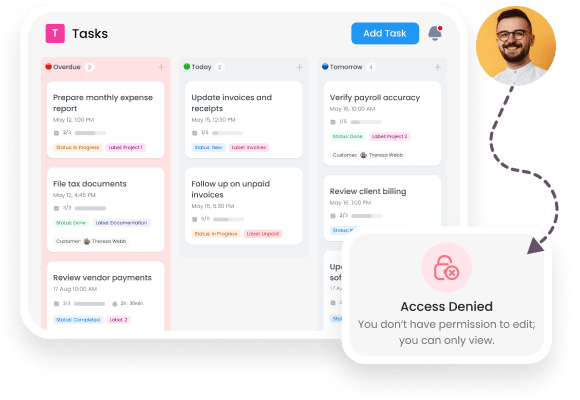 T Tasks
Add Task
Overdue 3
Prepare monthly expense
report
May 12, 1:00 PM
2/3
Status: In Progress Label: Project 1
File tax documents
May 12, 4:45 PM
3/3
Status: Done Label: Documentation
Customer: Theresa Webb
Review vendor payments
17 Aug 10:00 AM
3/3 2h : 30min
Status: Completed Label: 2
Today 2
Update invoices and
receipts
May 15, 12:30 PM
1/6
Status: New Label: Invoices
Follow up on unpaid
invoices
May 15, 5:30 PM
Status: In Progress Label: Unpaid
Tomorrow 4
Verify payroll accuracy
May 16, 10:00 AM
1/5
Status: Done Label: Project 2
Customer: Theresa Webb
Review client billing
May 16, 1:00 PM
2/3
17 Aug
Access Denied
You don't have permission to edit;
you can only view.